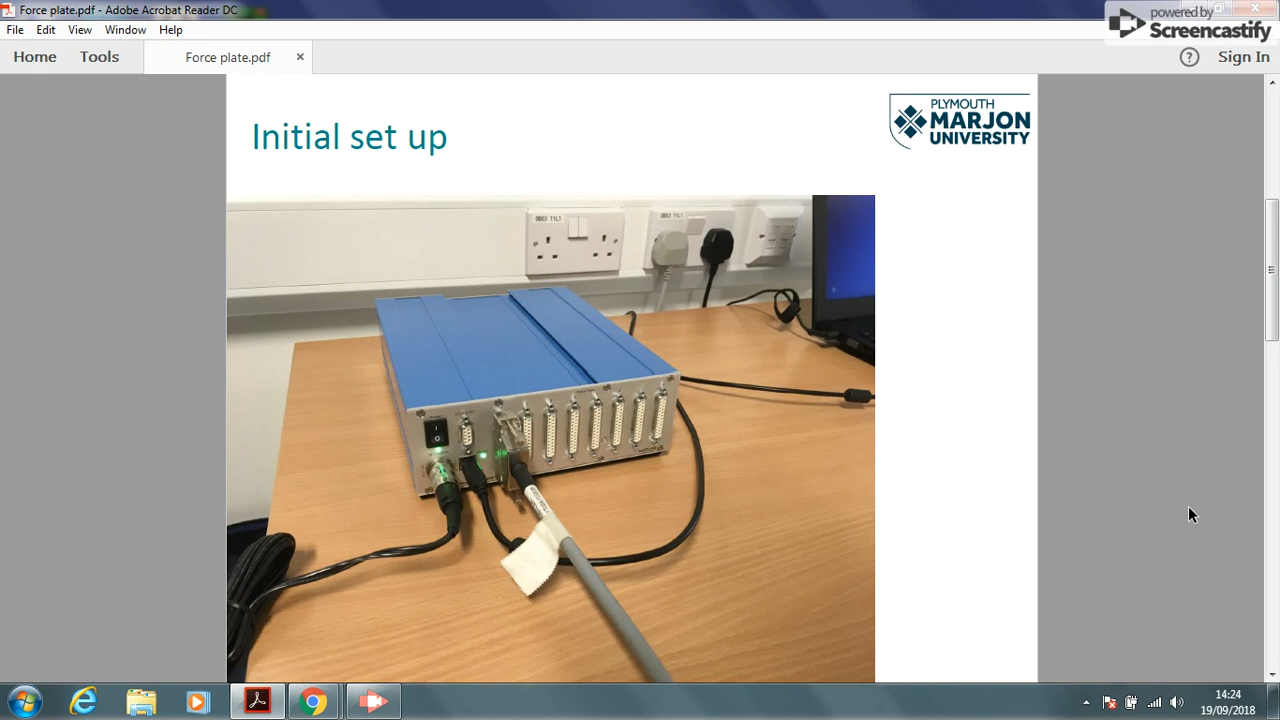 Force plate.pdf - Adobe Acrobat Reader DC
powered by
Screencastify
File Edit View Window Help
Home Tools Force plate.pdf × ? Sign In
PLYMOUTH
MARJON
UNIVERSITY
Initial set up
14:24
19/09/2018